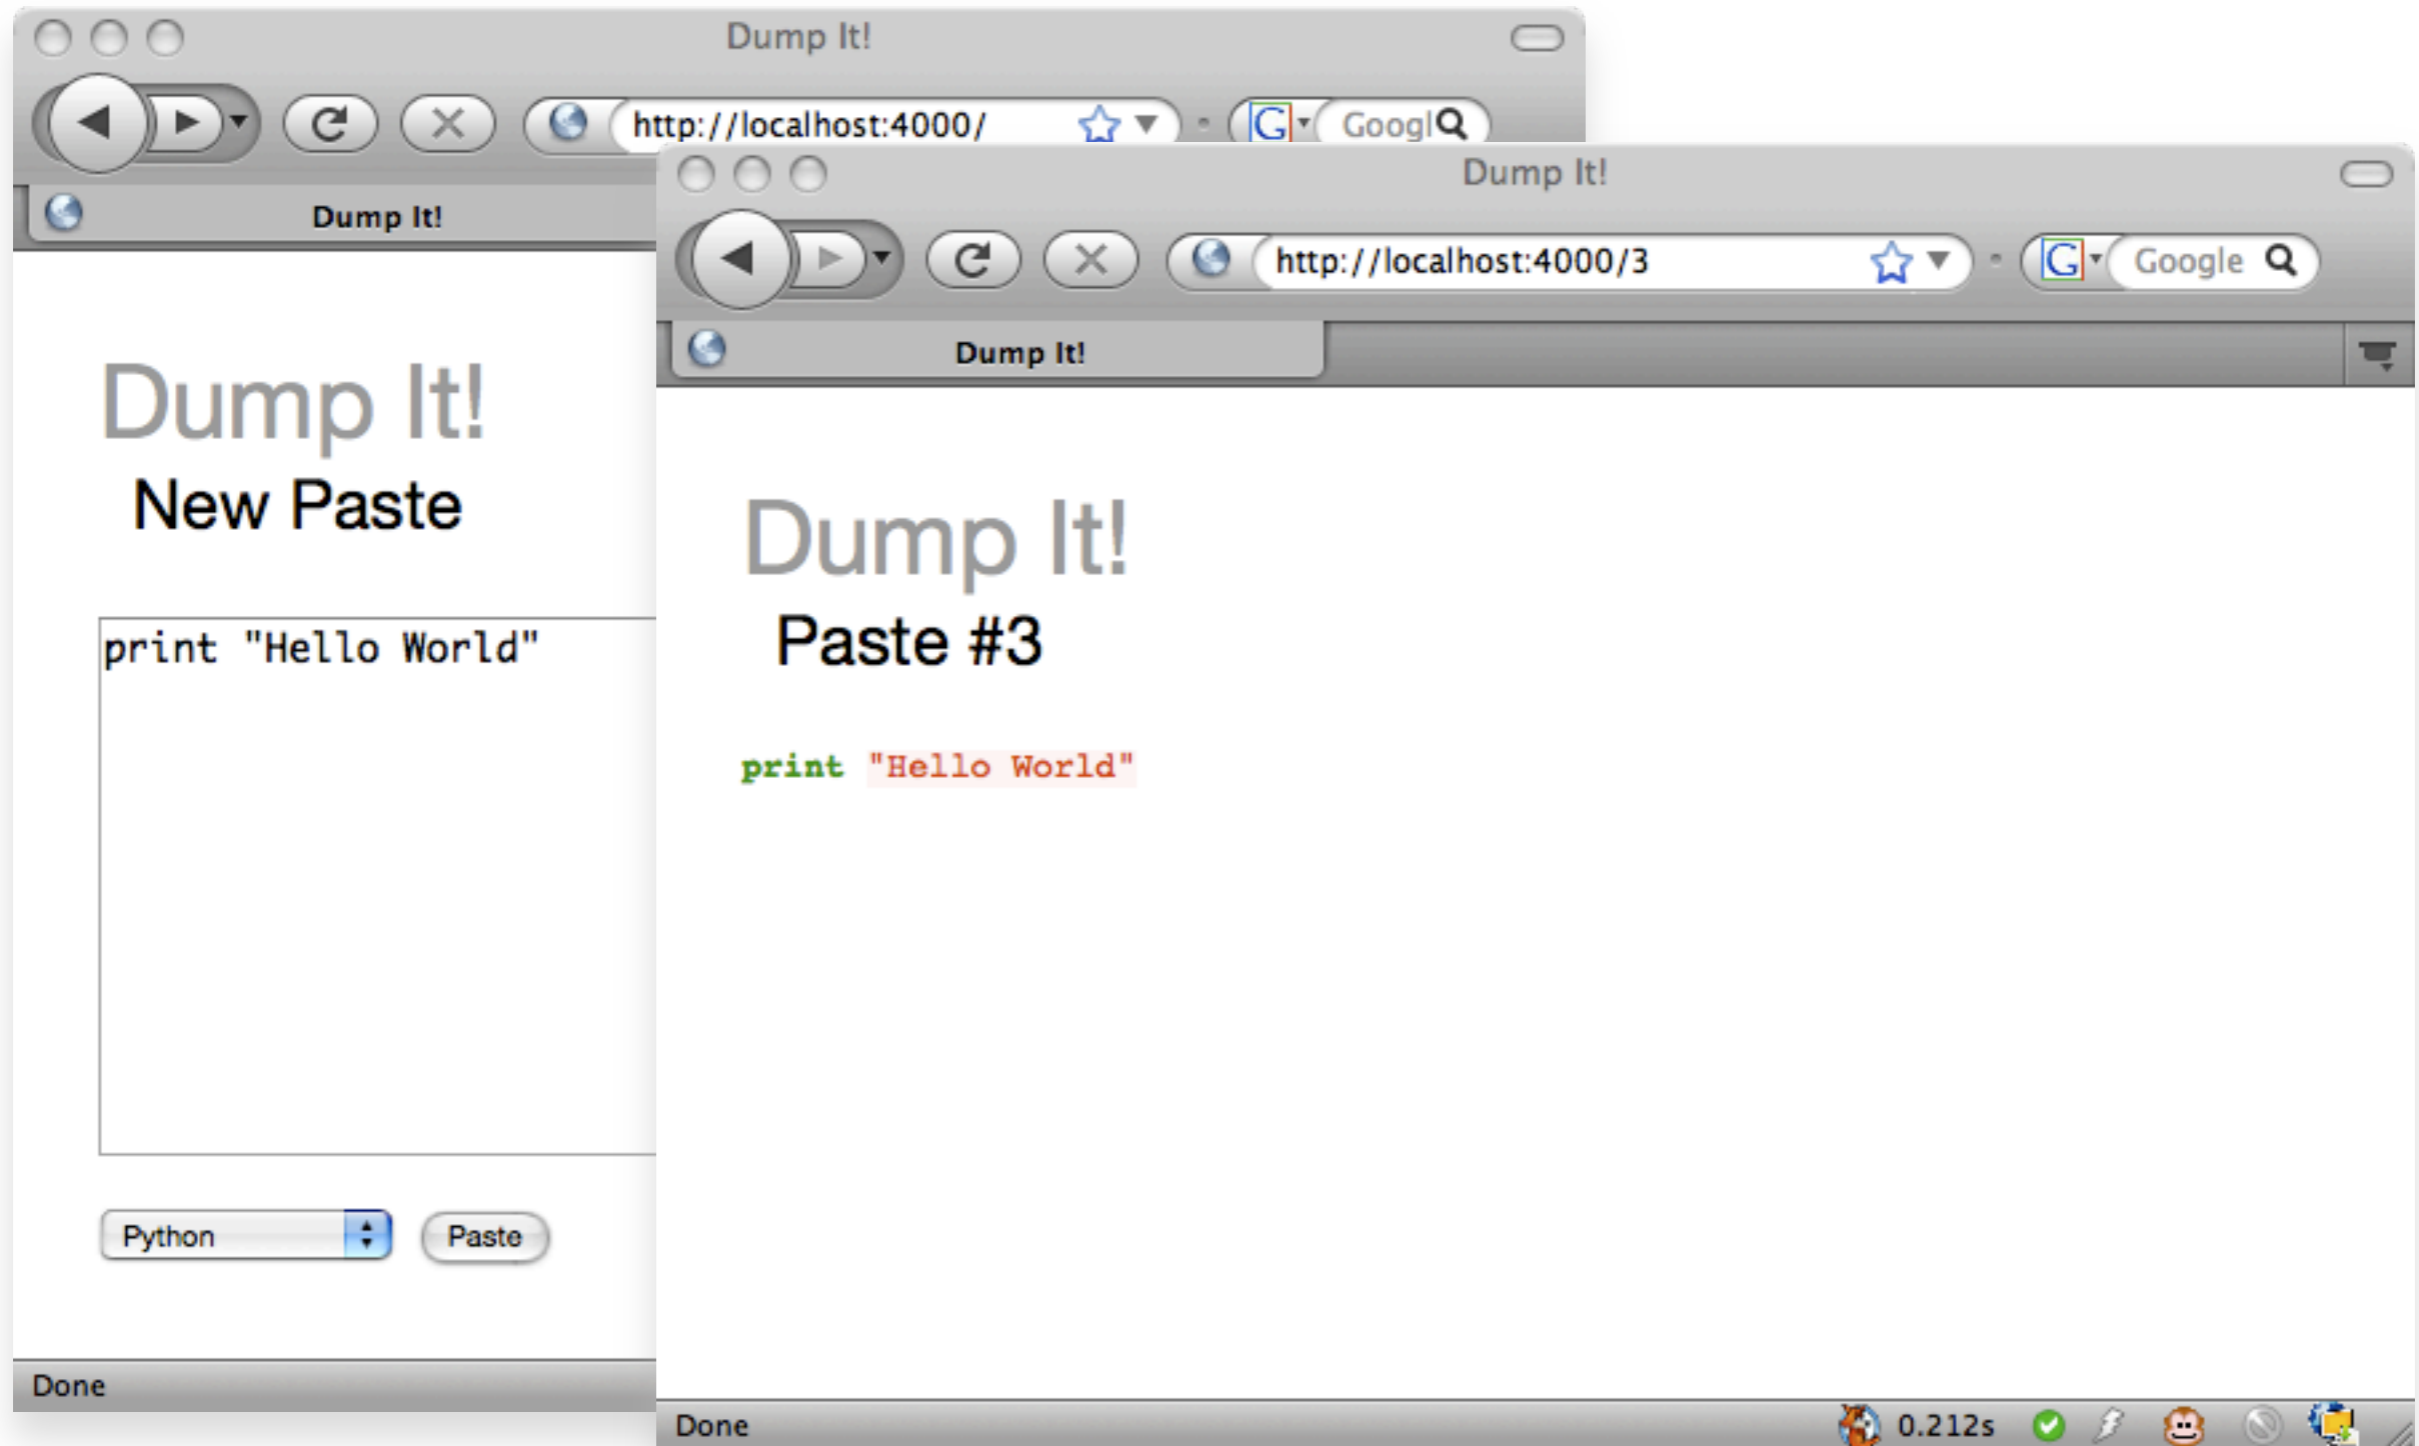 Dump It!
http://localhost:4000/
Googl
Dump It!
Dump It!
New Paste
print "Hello World"
Python
Paste
Done
Dump It!
http://localhost:4000/3
Google
Dump It!
Dump It!
Paste #3
print "Hello World"
Done
0.212s